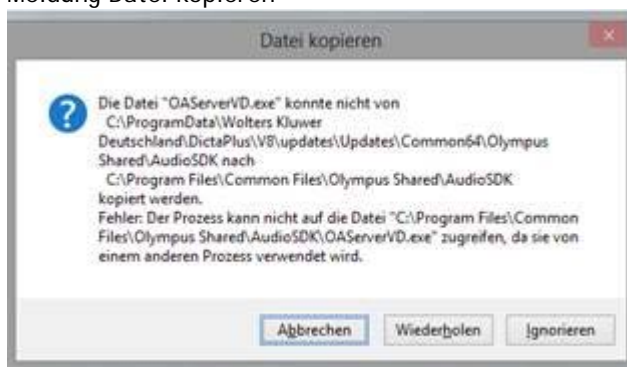 Meldung Datei kopieren
Datei kopieren
Die Datei "OAServerVD.exe" konnte nicht von
C:\ProgramData\Wolters Kluwer
Deutschland\DictaPlus\V8\updates\Updates\Common64\Olympus
Shared\AudioSDK nach
C:\Program Files\Common Files\Olympus Shared\AudioSDK
kopiert werden.
Fehler: Der Prozess kann nicht auf die Datei "C:\Program Files\Common
Files\Olympus Shared\AudioSDK\OAServerVD.exe" zugreifen, da sie von
einem anderen Prozess verwendet wird.
Abbrechen
Wiederholen
Ignorieren